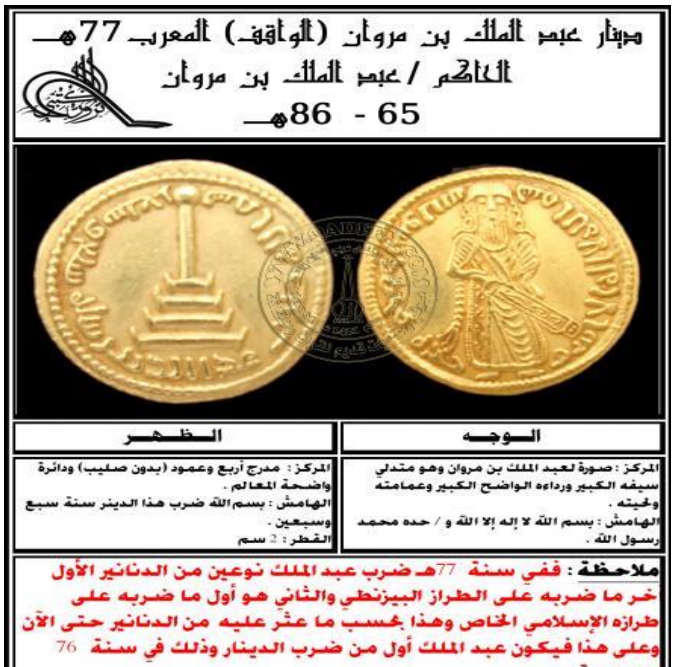 دينار عبد الملك بن مروان (الواقف) المعرب 77هـ
الحاكم / عبد الملك بن مروان
65 - 86هـ
الوجه
الظهر
المركز : صورة لعبد الملك بن مروان وهو متدلي
سيفه الكبير ورداءه الواضح الكبير وعمامته
ولحيته .
الهامش : بسم الله لا إله إلا الله و / حده محمد
رسول الله .
المركز : مدرج أربع وعمود (بدون صليب) ودائرة
واضحة المعالم .
الهامش : بسم الله ضرب هذا الدينر سنة سبع
وسبعين .
القطر : 2 سم
ملاحظة : ففي سنة 77هـ ضرب عبد الملك نوعين من الدنانير الأول
آخر ما ضربه على الطراز البيزنطي والثاني هو أول ما ضربه على
طرازه الإسلامي الخاص وهذا بحسب ما عثر عليه من الدنانير حتى الآن
وعلى هذا فيكون عبد الملك أول من ضرب الدينار وذلك في سنة 76